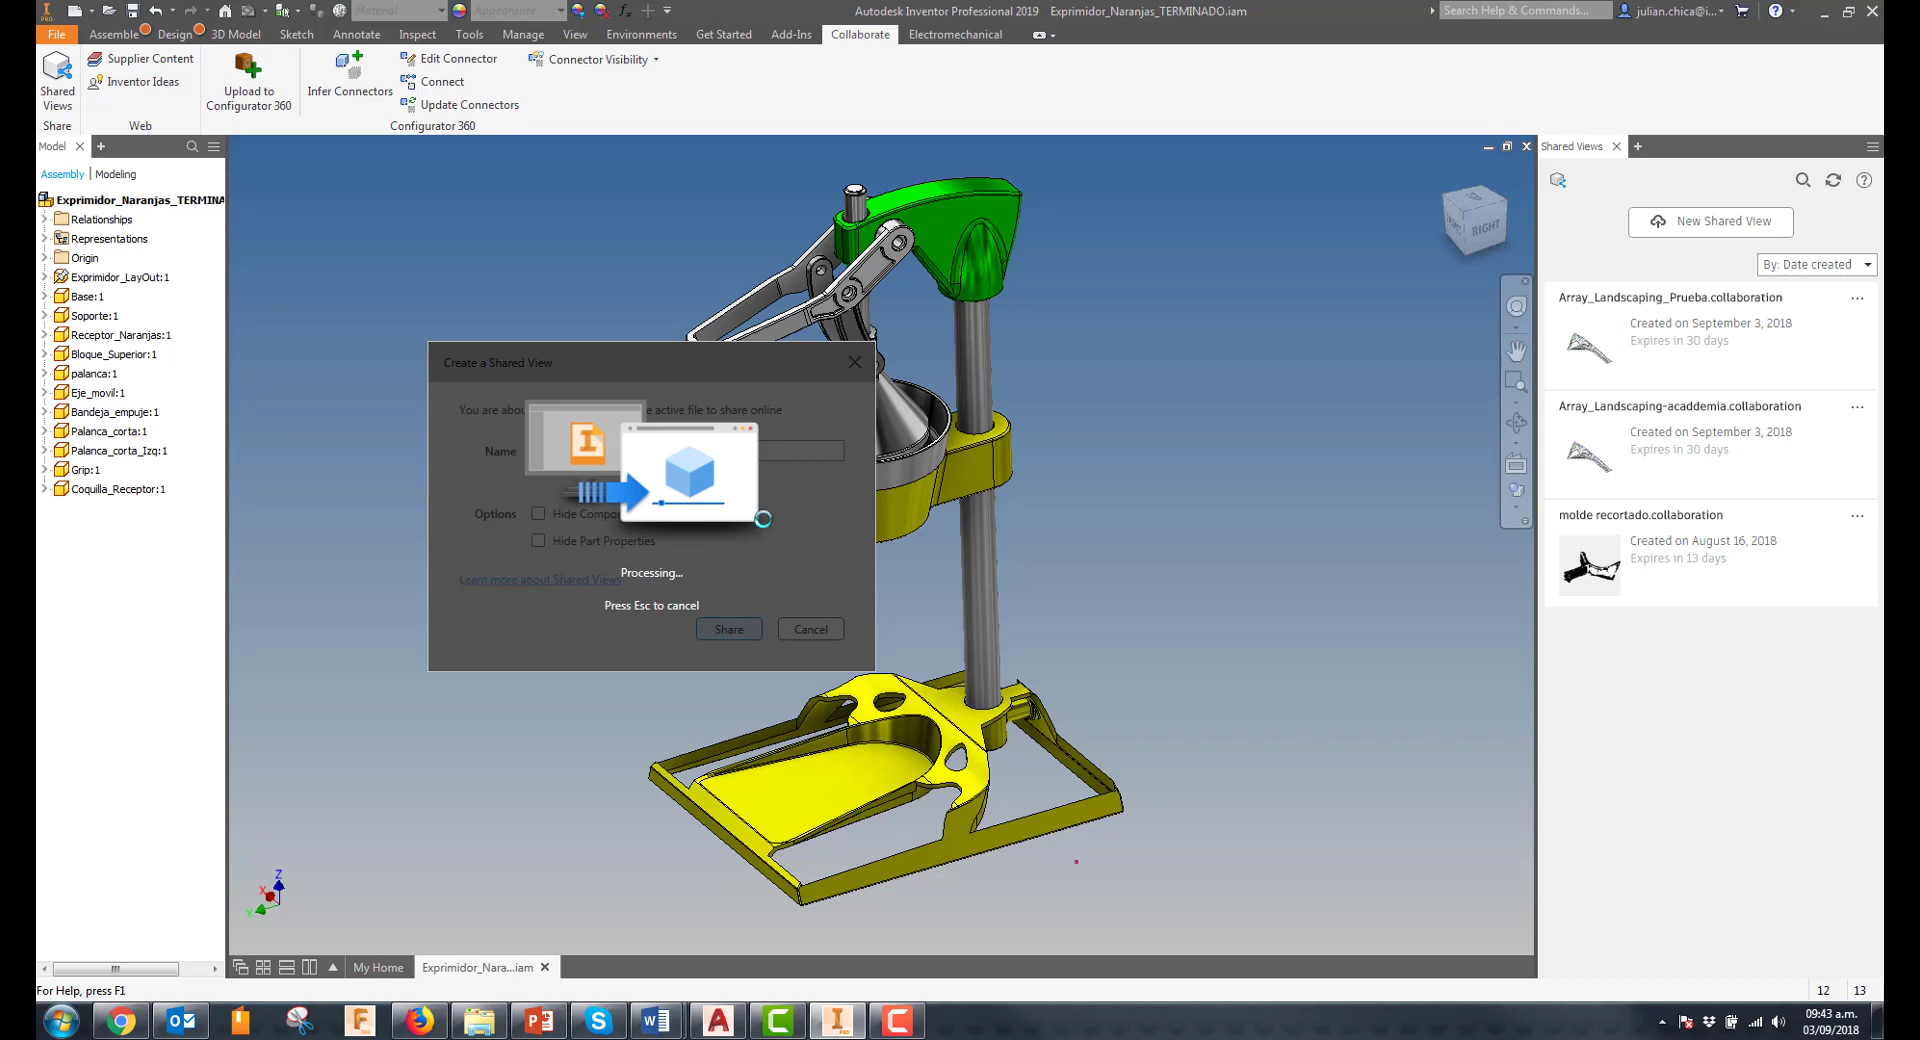 Material
Appearance
Autodesk Inventor Professional 2019 Exprimidor_Naranjas_TERMINADO.iam
Search Help & Commands...
julian.chica@i...
File Assemble Design 3D Model Sketch Annotate Inspect Tools Manage View Environments Get Started Add-Ins Collaborate Electromechanical
Shared Views
Supplier Content
Inventor Ideas
Upload to Configurator 360
Infer Connectors
Edit Connector
Connect
Update Connectors
Connector Visibility
Share Web Configurator 360
Model
Assembly | Modeling
Exprimidor_Naranjas_TERMINA
Relationships
Representations
Origin
Exprimidor_LayOut:1
Base:1
Soporte:1
Receptor_Naranjas:1
Bloque_Superior:1
palanca:1
Eje_movil:1
Bandeja_empuje:1
Palanca_corta:1
Palanca_corta_Izq:1
Grip:1
Coquilla_Receptor:1
RIGHT
Create a Shared View
You are abou e active file to share online
Name
Options
Hide Compo
Hide Part Properties
Learn more about Shared Views
Processing...
Press Esc to cancel
Share Cancel
Z
X
Y
Shared Views
New Shared View
By: Date created
Array_Landscaping_Prueba.collaboration
Created on September 3, 2018
Expires in 30 days
Array_Landscaping-acaddemia.collaboration
Created on September 3, 2018
Expires in 30 days
molde recortado.collaboration
Created on August 16, 2018
Expires in 13 days
My Home Exprimidor_Nara...iam
For Help, press F1
12 13
09:43 a.m.
03/09/2018